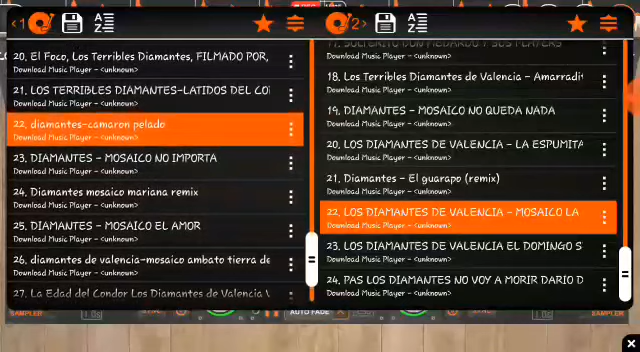 1
2
20. El Foco, Los Terribles Diamantes, FILMADO POR,
Download Music Player - <unknown>
21. LOS TERRIBLES DIAMANTES-LATIDOS DEL CO
Download Music Player - <unknown>
22. diamantes-camaron pelado
Download Music Player - <unknown>
23. DIAMANTES - MOSAICO NO IMPORTA
Download Music Player - <unknown>
24. Diamantes mosaico mariana remix
Download Music Player - <unknown>
25. DIAMANTES - MOSAICO EL AMOR
Download Music Player - <unknown>
26. diamantes de valencia-mosaico ambato tierra de
Download Music Player - <unknown>
27. La Edad del Condor Los Diamantes de Valencia
Download Music Player - <unknown>
18. Los Terribles Diamantes de Valencia - Amarradit
Download Music Player - <unknown>
19. DIAMANTES - MOSAICO NO QUEDA NADA
Download Music Player - <unknown>
20. LOS DIAMANTES DE VALENCIA - LA ESPUMITA
Download Music Player - <unknown>
21. Diamantes - El guarapo (remix)
Download Music Player - <unknown>
22. LOS DIAMANTES DE VALENCIA - MOSAICO LA
Download Music Player - <unknown>
23. LOS DIAMANTES DE VALENCIA EL DOMINGO S
Download Music Player - <unknown>
24. PAS LOS DIAMANTES NO VOY A MORIR DARIO D
Download Music Player - <unknown>
SAMPLER
AUTO FADE
SAMPLER